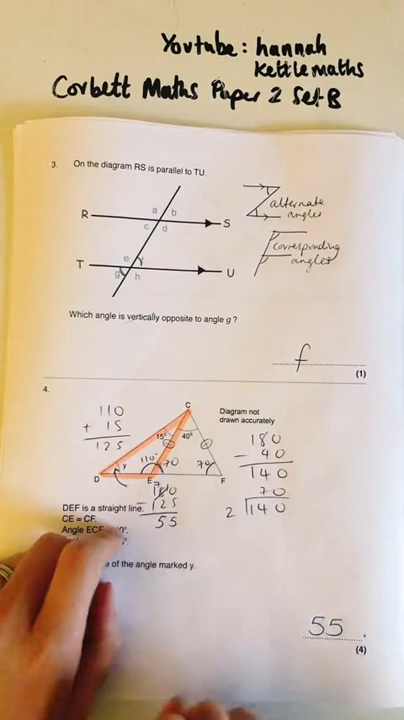 Youtube: hannah
kettlemaths
Corbett Maths Paper 2 Set B
3. On the diagram RS is parallel to TU.
R S
a b
c d
T U
e f
g h
alternate
angles
corresponding
angles
Which angle is vertically opposite to angle g?
f
(1)
4.
110
+ 15
125
C
15° 40°
Diagram not
drawn accurately
180
- 40
140
70
2 140
y 110 70 70
D E F
180
- 125
55
DEF is a straight line.
CE = CF.
Angle ECF
of the angle marked y.
55 °
(4)